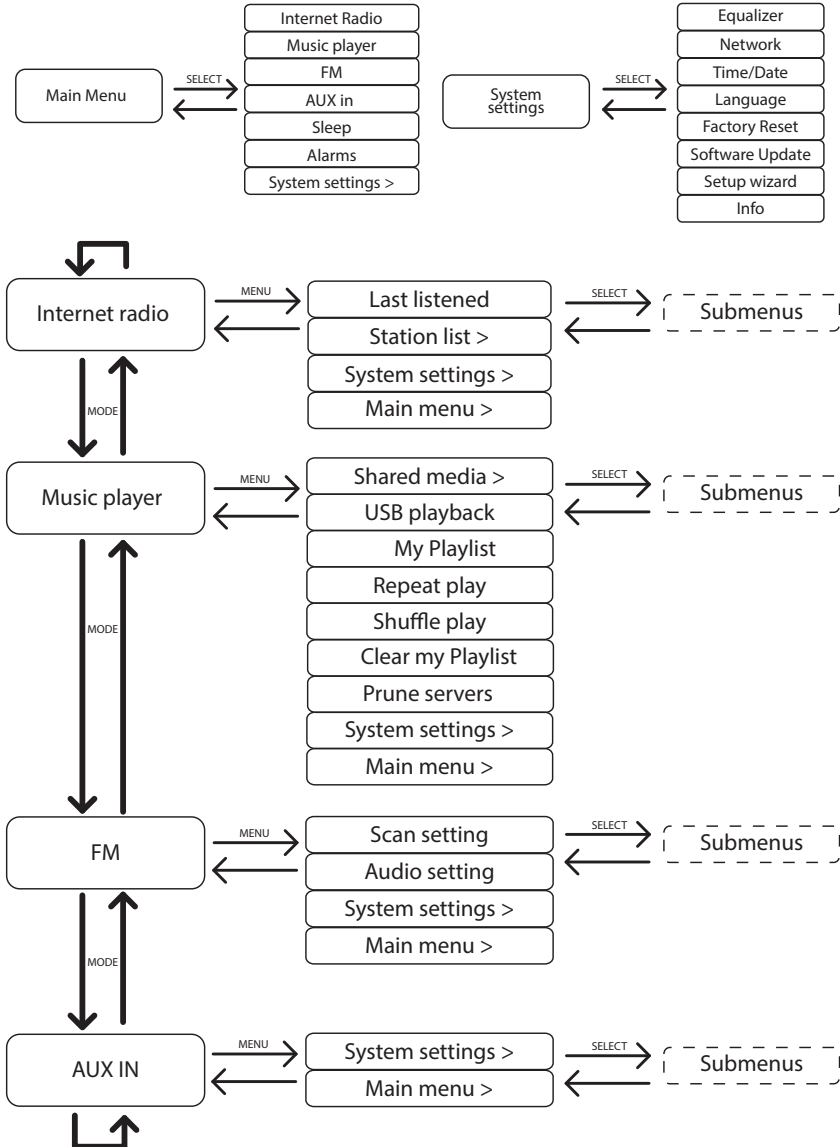 Main Menu
SELECT
Internet Radio
Music player
FM
AUX in
Sleep
Alarms
System settings >
System
settings
SELECT
Equalizer
Network
Time/Date
Language
Factory Reset
Software Update
Setup wizard
Info
Internet radio
MENU
Last listened
Station list >
System settings >
Main menu >
SELECT
Submenus
MODE
Music player
MENU
Shared media >
USB playback
My Playlist
Repeat play
Shuffle play
Clear my Playlist
Prune servers
System settings >
Main menu >
SELECT
Submenus
MODE
FM
MENU
Scan setting
Audio setting
System settings >
Main menu >
SELECT
Submenus
MODE
AUX IN
MENU
System settings >
Main menu >
SELECT
Submenus